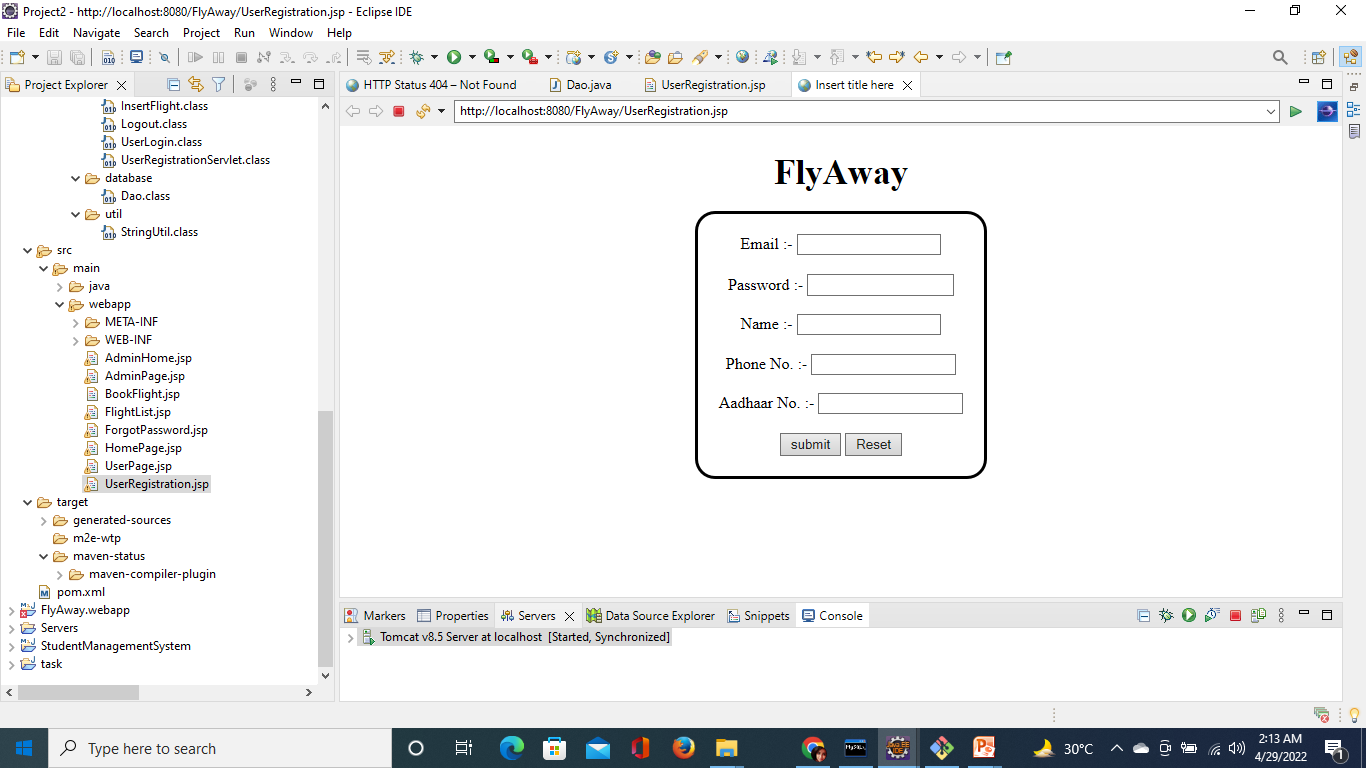 Project2 - http://localhost:8080/FlyAway/UserRegistration.jsp - Eclipse IDE
File Edit Navigate Search Project Run Window Help
Project Explorer
InsertFlight.class
Logout.class
UserLogin.class
UserRegistrationServlet.class
database
Dao.class
util
StringUtil.class
src
main
java
webapp
META-INF
WEB-INF
AdminHome.jsp
AdminPage.jsp
BookFlight.jsp
FlightList.jsp
ForgotPassword.jsp
HomePage.jsp
UserPage.jsp
UserRegistration.jsp
target
generated-sources
m2e-wtp
maven-status
maven-compiler-plugin
pom.xml
FlyAway.webapp
Servers
StudentManagementSystem
task
HTTP Status 404 – Not Found Dao.java UserRegistration.jsp Insert title here
http://localhost:8080/FlyAway/UserRegistration.jsp
FlyAway
Email :-
Password :-
Name :-
Phone No. :-
Aadhaar No. :-
submit Reset
Markers Properties Servers Data Source Explorer Snippets Console
Tomcat v8.5 Server at localhost [Started, Synchronized]
Type here to search
30°C
2:13 AM
4/29/2022
1